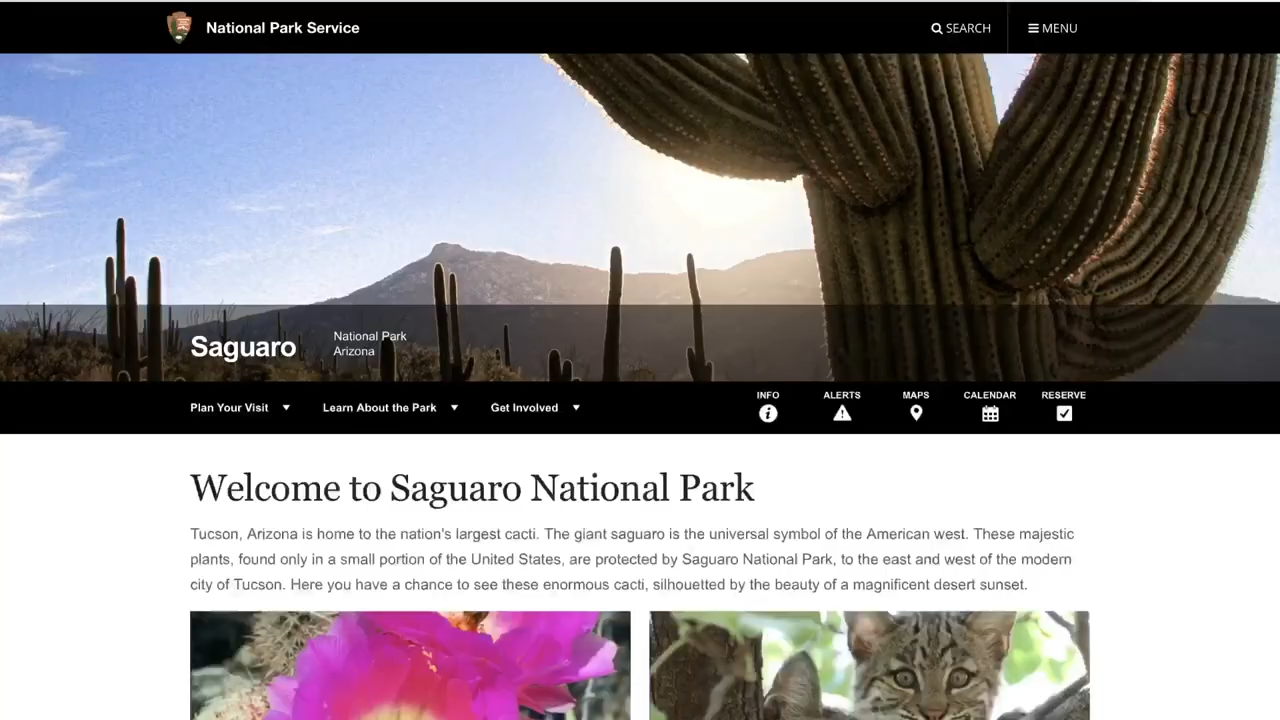 National Park Service
SEARCH
MENU
Saguaro
National Park
Arizona
Plan Your Visit
Learn About the Park
Get Involved
INFO
ALERTS
MAPS
CALENDAR
RESERVE
Welcome to Saguaro National Park
Tucson, Arizona is home to the nation's largest cacti. The giant saguaro is the universal symbol of the American west. These majestic
plants, found only in a small portion of the United States, are protected by Saguaro National Park, to the east and west of the modern
city of Tucson. Here you have a chance to see these enormous cacti, silhouetted by the beauty of a magnificent desert sunset.